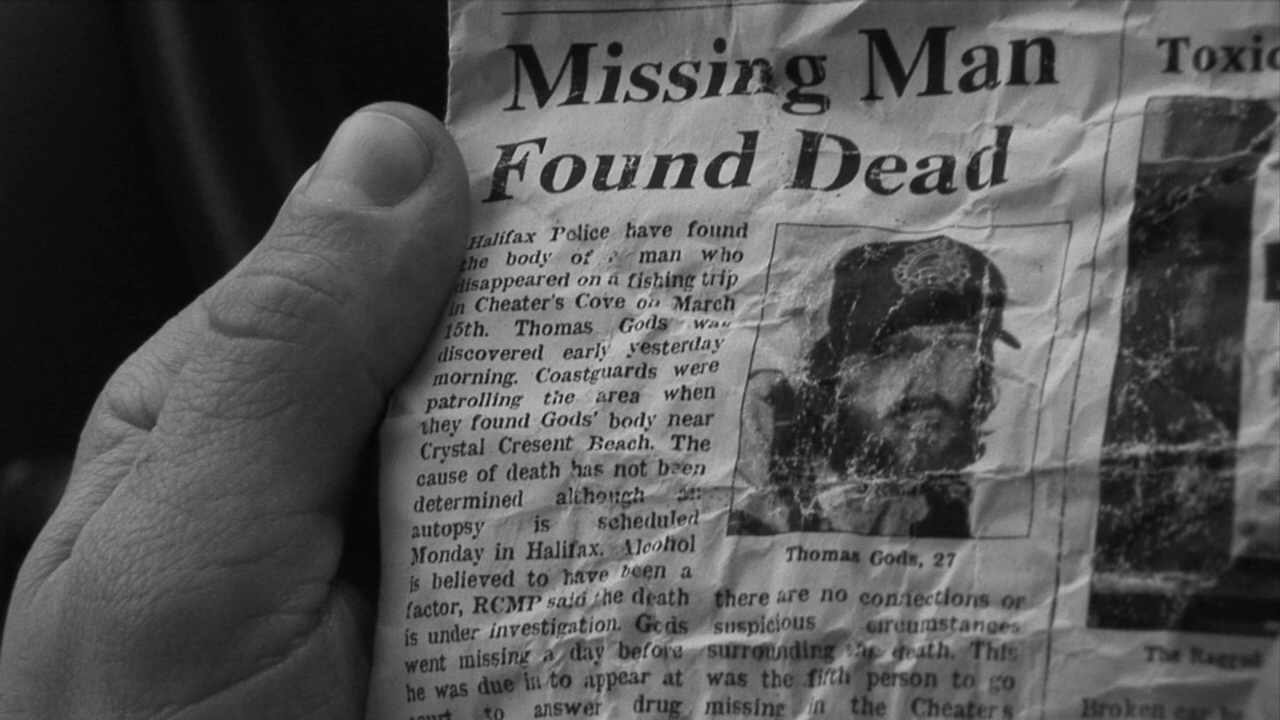 Missing Man
Found Dead
Halifax Police have found
the body of a man who
disappeared on a fishing trip
in Cheater's Cove on March
15th. Thomas Gods was
discovered early yesterday
morning. Coastguards were
patrolling the area when
they found Gods' body near
Crystal Cresent Beach. The
cause of death has not been
determined although an
autopsy is scheduled
Monday in Halifax. Alcohol
is believed to have been a
factor, RCMP said the death
is under investigation. Gods
went missing a day before
he was due in to appear at
court to answer drug
Thomas Gods, 27
there are no connections or
suspicious circumstances
surrounding the death. This
was the fifth person to go
missing in the Cheaters
Toxic
The
Broken